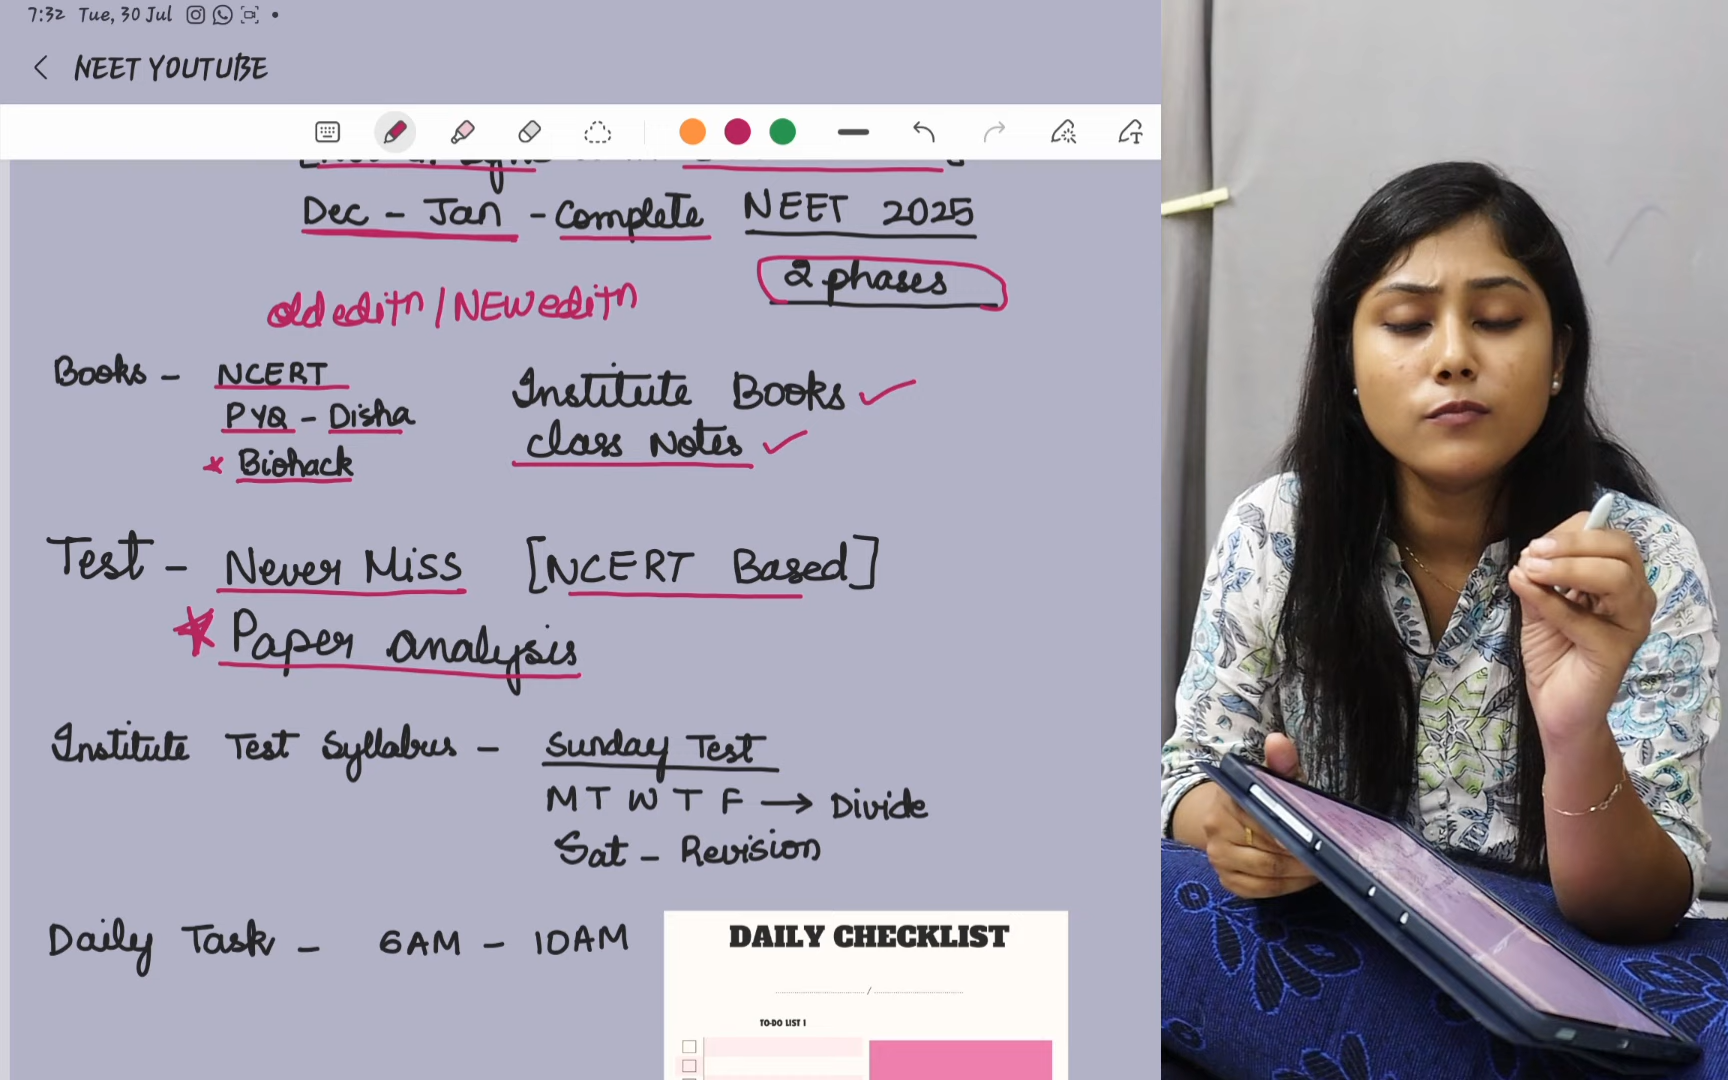 7:32 Tue, 30 Jul
NEET YOUTUBE
Dec - Jan - Complete NEET 2025
2 phases
old editn / NEW editn
Books - NCERT
PYQ - Disha
* Biohack
Institute Books ✓
class Notes ✓
Test - Never Miss [NCERT Based]
* Paper analysis
Institute Test Syllabus - Sunday Test
M T W T F → Divide
Sat - Revision
Daily Task - 6AM - 10AM
DAILY CHECKLIST
/
TO-DO LIST 1